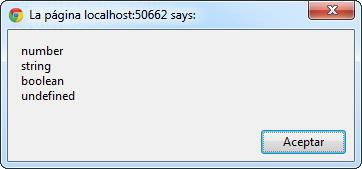 La página localhost:50662 says:
number
string
boolean
undefined
Aceptar